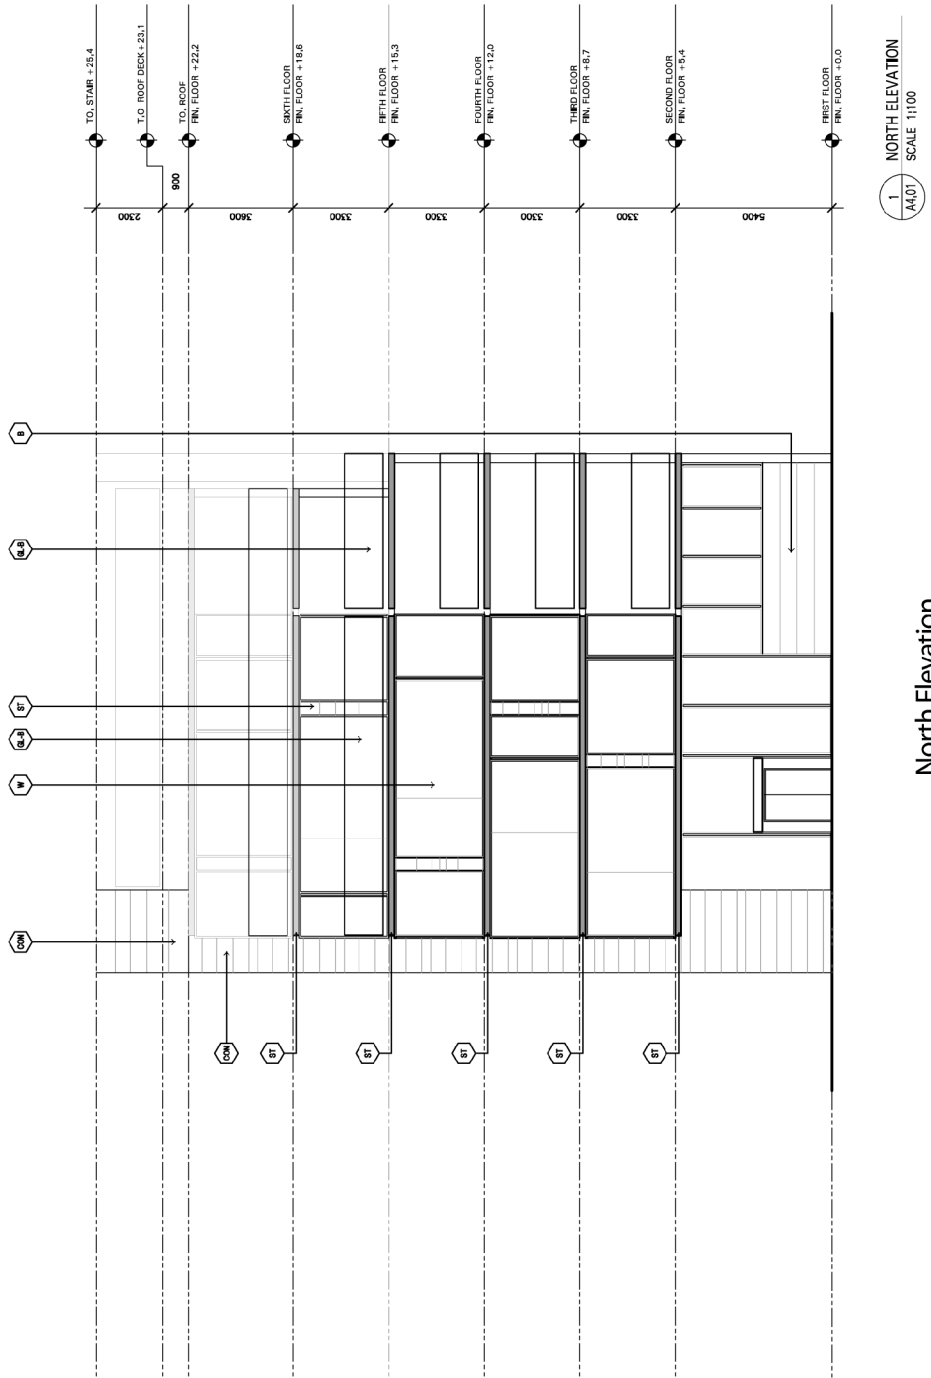 T.O. STAIR +25.4
T.O. ROOF DECK +23.1
T.O. ROOF
FIN. FLOOR +22.2
SIXTH FLOOR
FIN. FLOOR +18.6
FIFTH FLOOR
FIN. FLOOR +15.3
FOURTH FLOOR
FIN. FLOOR +12.0
THIRD FLOOR
FIN. FLOOR +8.7
SECOND FLOOR
FIN. FLOOR +5.4
FIRST FLOOR
FIN. FLOOR +0.0
2300
900
3600
3300
3300
3300
3300
5400
1
A4.01
NORTH ELEVATION
SCALE 1:100
B
GL-B
ST
GL-B
W
CON
CON
ST
ST
ST
ST
ST
North Elevation